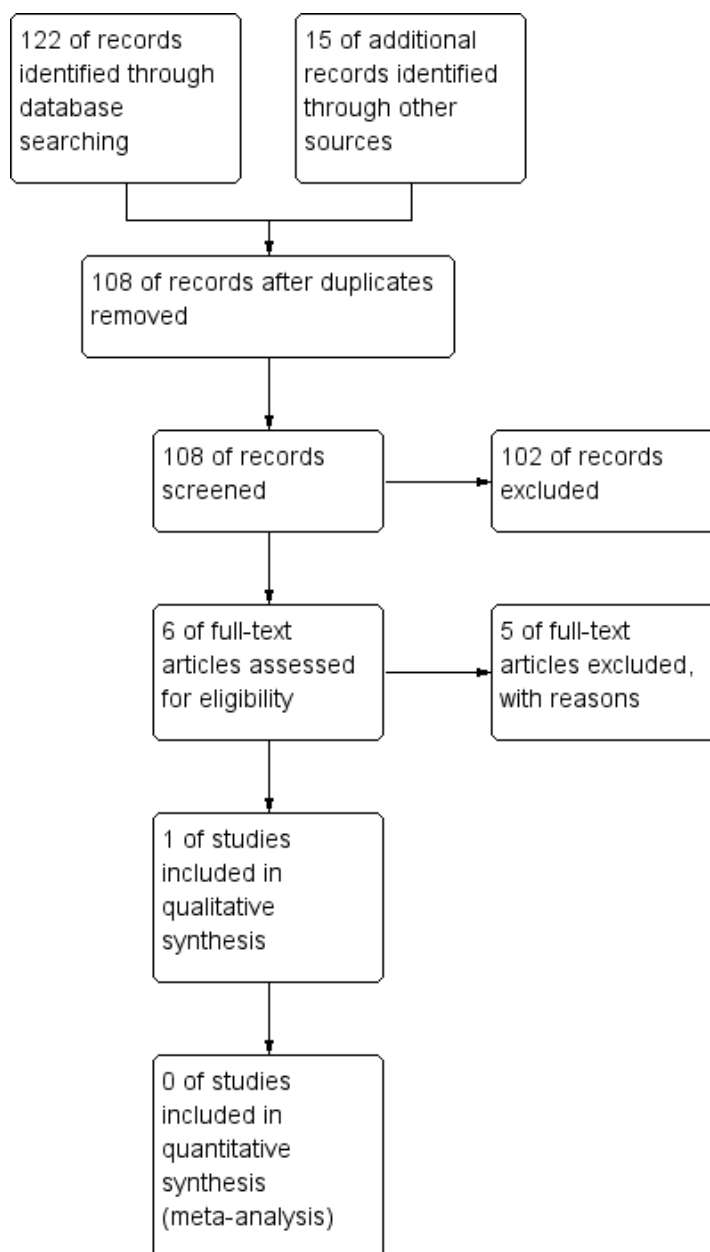 122 of records
identified through
database
searching
15 of additional
records identified
through other
sources
108 of records after duplicates
removed
108 of records
screened
102 of records
excluded
6 of full-text
articles assessed
for eligibility
5 of full-text
articles excluded,
with reasons
1 of studies
included in
qualitative
synthesis
0 of studies
included in
quantitative
synthesis
(meta-analysis)